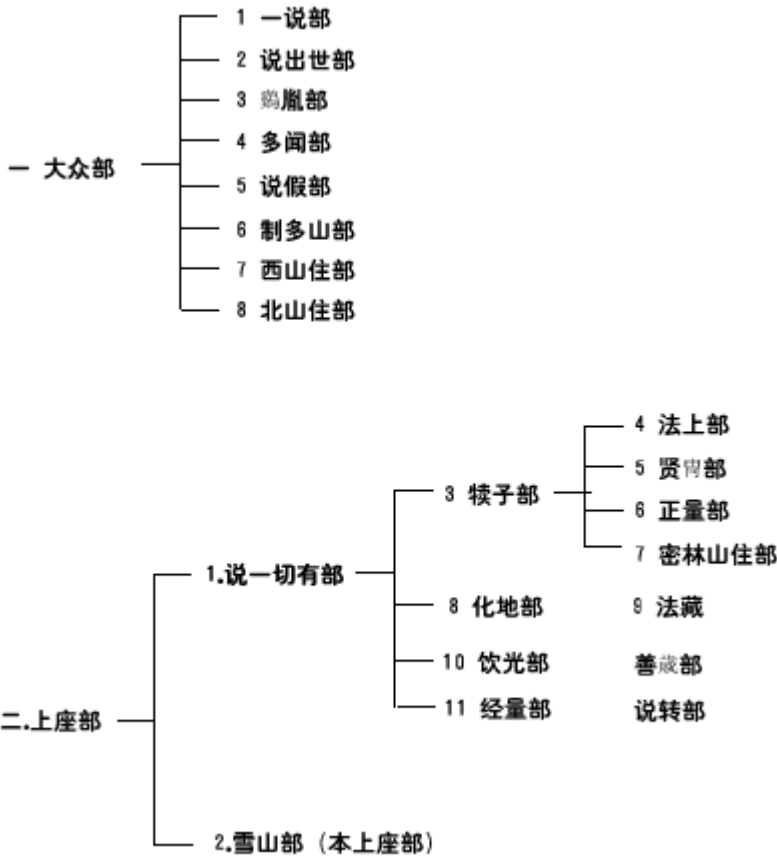 一 大众部
1 一说部
2 说出世部
3 鷄胤部
4 多闻部
5 说假部
6 制多山部
7 西山住部
8 北山住部
二.上座部
1.说一切有部
3 犊子部
4 法上部
5 贤冑部
6 正量部
7 密林山住部
8 化地部 9 法藏
10 饮光部 善歲部
11 经量部 说转部
2.雪山部（本上座部）